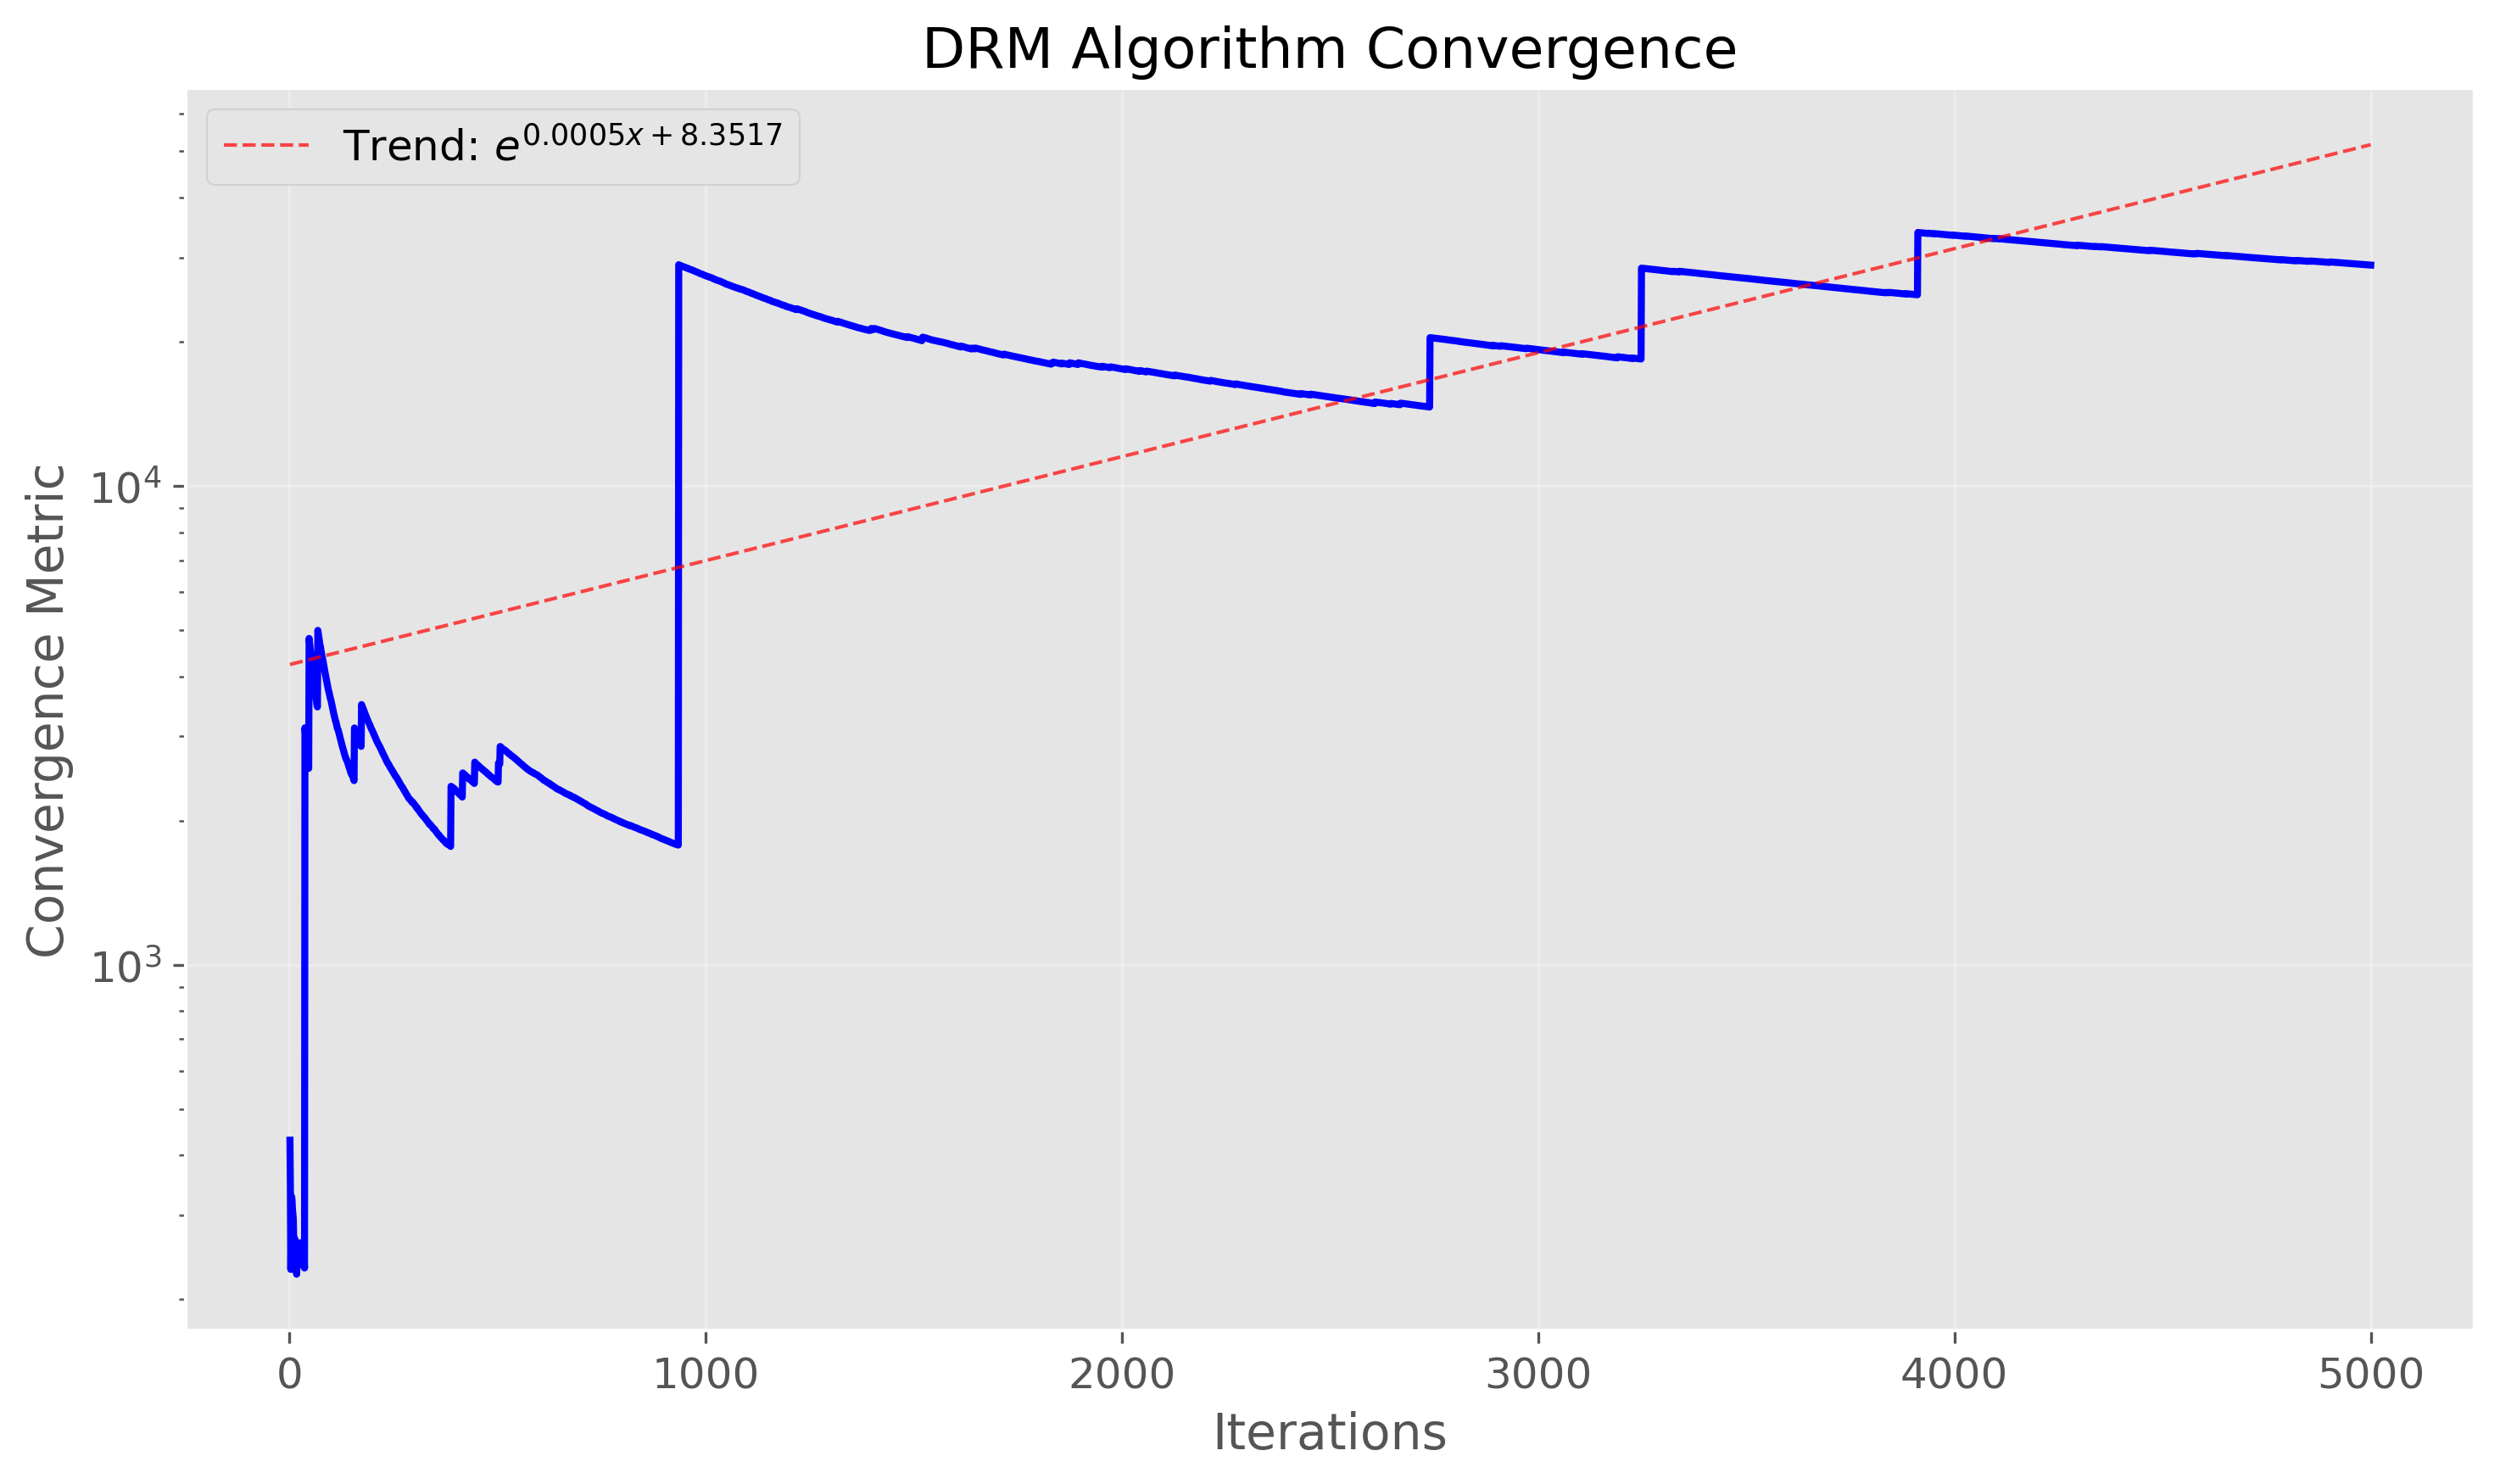 DRM Algorithm Convergence
Trend: e^{0.0005x + 8.3517}
Convergence Metric
10^4
10^3
0 1000 2000 3000 4000 5000
Iterations